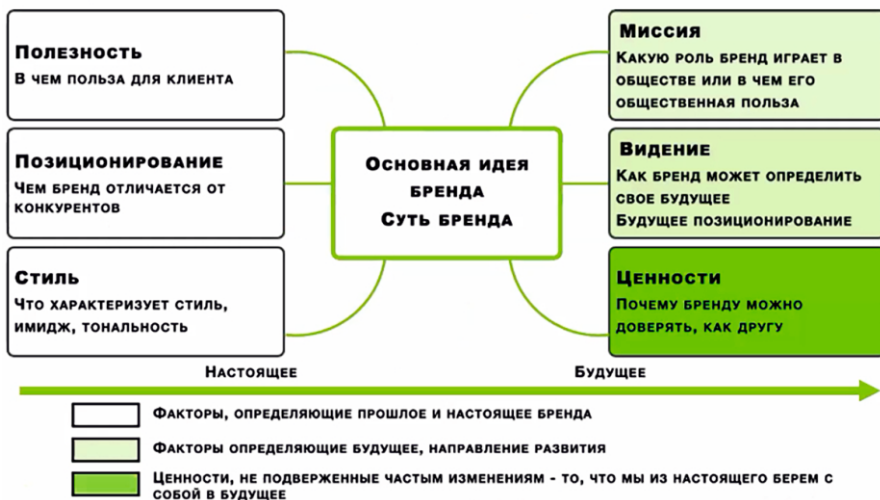 Полезность
В чем польза для клиента
Позиционирование
Чем бренд отличается от
конкурентов
Стиль
Что характеризует стиль,
имидж, тональность
Основная идея
бренда
Суть бренда
Миссия
Какую роль бренд играет в
обществе или в чем его
общественная польза
Видение
Как бренд может определить
свое будущее
Будущее позиционирование
Ценности
Почему бренду можно
доверять, как другу
Настоящее
Будущее
Факторы, определяющие прошлое и настоящее бренда
Факторы определяющие будущее, направление развития
Ценности, не подверженные частым изменениям - то, что мы из настоящего берем с
собой в будущее